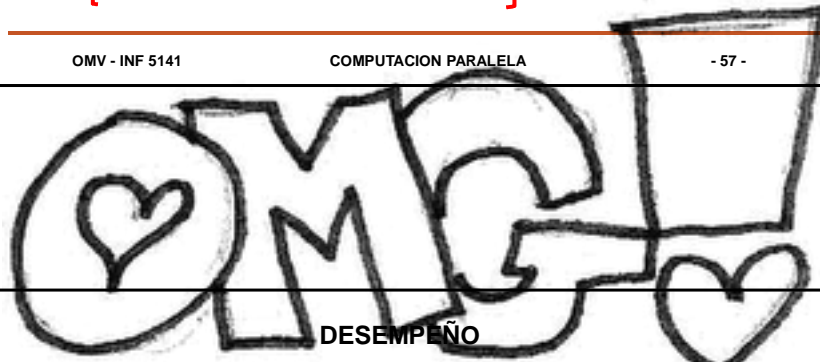 OMV - INF 5141 COMPUTACION PARALELA - 57 -
OMG!
DESEMPEÑO